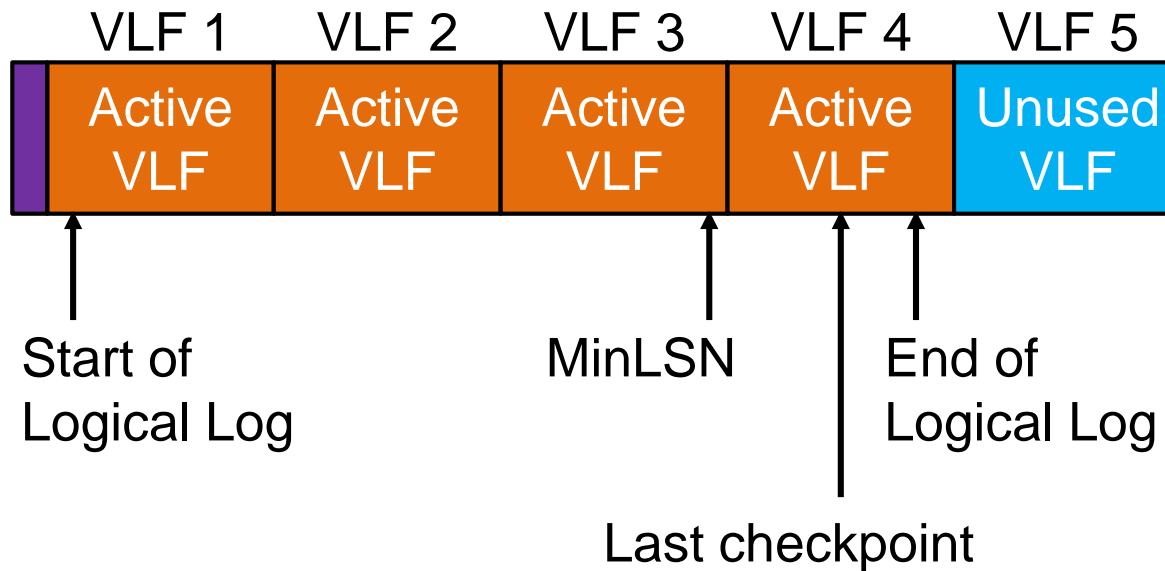 VLF 1 VLF 2 VLF 3 VLF 4 VLF 5
Active Active Active Active Unused
VLF VLF VLF VLF VLF
Start of MinLSN End of
Logical Log Logical Log
Last checkpoint